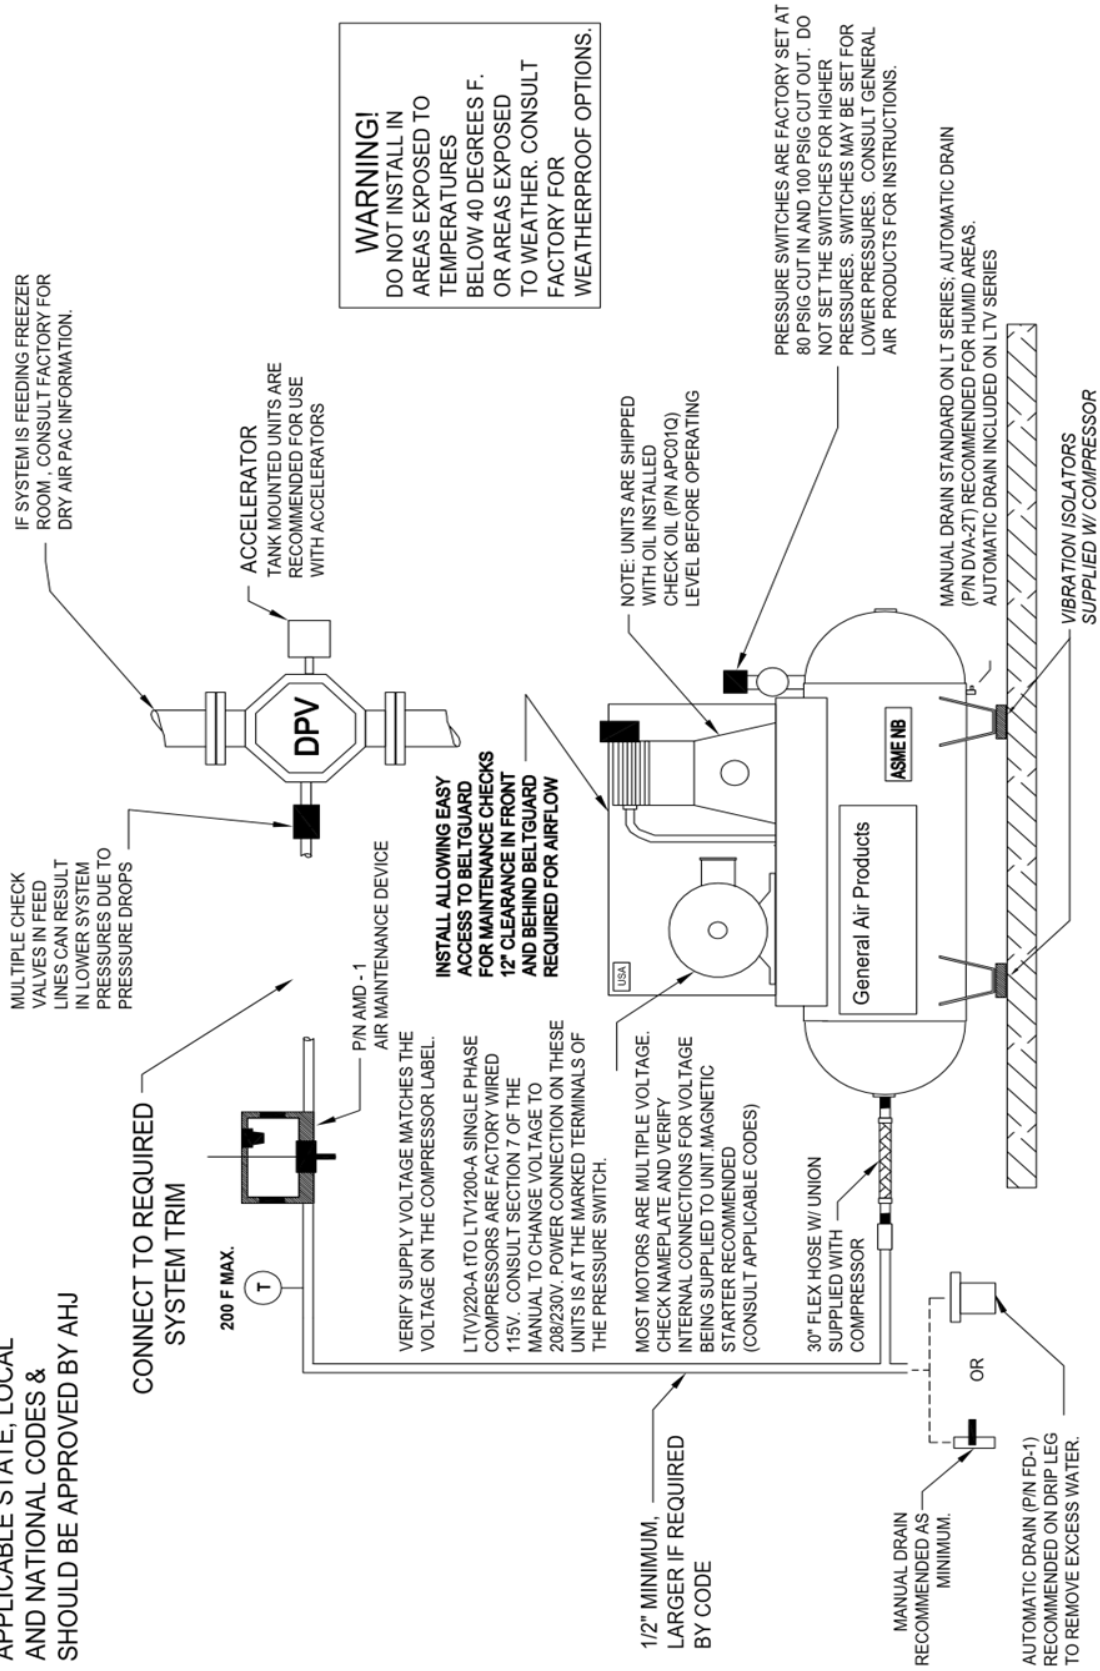 APPLICABLE STATE, LOCAL
AND NATIONAL CODES &
SHOULD BE APPROVED BY AHJ
CONNECT TO REQUIRED
SYSTEM TRIM
MULTIPLE CHECK
VALVES IN FEED
LINES CAN RESULT
IN LOWER SYSTEM
PRESSURES DUE TO
PRESSURE DROPS
IF SYSTEM IS FEEDING FREEZER
ROOM , CONSULT FACTORY FOR
DRY AIR PAC INFORMATION.
ACCELERATOR
TANK MOUNTED UNITS ARE
RECOMMENDED FOR USE
WITH ACCELERATORS
DPV
WARNING!
DO NOT INSTALL IN
AREAS EXPOSED TO
TEMPERATURES
BELOW 40 DEGREES F.
OR AREAS EXPOSED
TO WEATHER. CONSULT
FACTORY FOR
WEATHERPROOF OPTIONS.
200 F MAX.
T
P/N AMD - 1
AIR MAINTENANCE DEVICE
VERIFY SUPPLY VOLTAGE MATCHES THE
VOLTAGE ON THE COMPRESSOR LABEL.
LT(V)220-A tTO LTV1200-A SINGLE PHASE
COMPRESSORS ARE FACTORY WIRED
115V. CONSULT SECTION 7 OF THE
MANUAL TO CHANGE VOLTAGE TO
208/230V. POWER CONNECTION ON THESE
UNITS IS AT THE MARKED TERMINALS OF
THE PRESSURE SWITCH.
MOST MOTORS ARE MULTIPLE VOLTAGE.
CHECK NAMEPLATE AND VERIFY
INTERNAL CONNECTIONS FOR VOLTAGE
BEING SUPPLIED TO UNIT.MAGNETIC
STARTER RECOMMENDED
(CONSULT APPLICABLE CODES)
INSTALL ALLOWING EASY
ACCESS TO BELTGUARD
FOR MAINTENANCE CHECKS
12" CLEARANCE IN FRONT
AND BEHIND BELTGUARD
REQUIRED FOR AIRFLOW
NOTE: UNITS ARE SHIPPED
WITH OIL INSTALLED
CHECK OIL (P/N APC01Q)
LEVEL BEFORE OPERATING
PRESSURE SWITCHES ARE FACTORY SET AT
80 PSIG CUT IN AND 100 PSIG CUT OUT. DO
NOT SET THE SWITCHES FOR HIGHER
PRESSURES. SWITCHES MAY BE SET FOR
LOWER PRESSURES. CONSULT GENERAL
AIR PRODUCTS FOR INSTRUCTIONS.
USA
General Air Products
ASME NB
1/2" MINIMUM,
LARGER IF REQUIRED
BY CODE
30" FLEX HOSE W/ UNION
SUPPLIED WITH
COMPRESSOR
MANUAL DRAIN STANDARD ON LT SERIES; AUTOMATIC DRAIN
(P/N DVA-2T) RECOMMENDED FOR HUMID AREAS.
AUTOMATIC DRAIN INCLUDED ON LTV SERIES
MANUAL DRAIN
RECOMMENDED AS
MINIMUM.
OR
AUTOMATIC DRAIN (P/N FD-1)
RECOMMENDED ON DRIP LEG
TO REMOVE EXCESS WATER.
VIBRATION ISOLATORS
SUPPLIED W/ COMPRESSOR